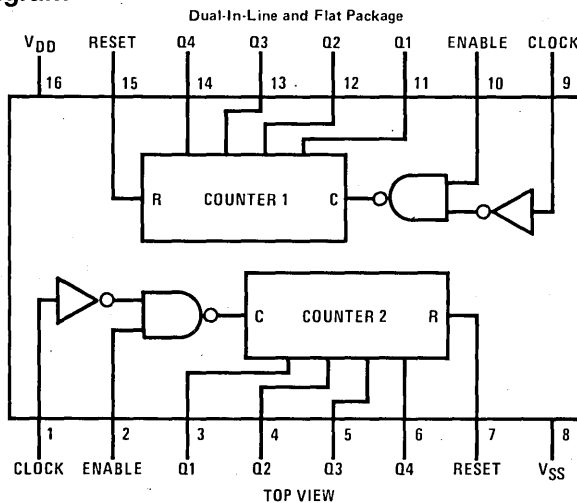 Dual-In-Line and Flat Package
VDD RESET Q4 Q3 Q2 Q1 ENABLE CLOCK
16 15 14 13 12 11 10 9
R COUNTER 1 C
C COUNTER 2 R
1 2 3 4 5 6 7 8
CLOCK ENABLE Q1 Q2 Q3 Q4 RESET VSS
TOP VIEW